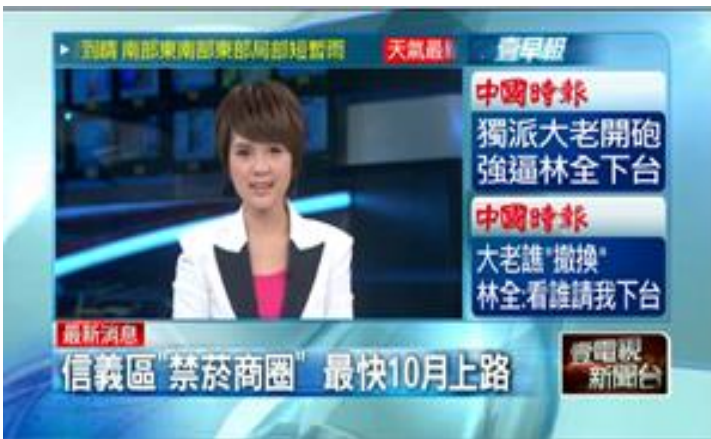 到晴 南部東南部東部局部短暫雨
天氣最
壹早報
中國時報
獨派大老開砲
強逼林全下台
中國時報
大老譙"撤換"
林全:看誰請我下台
最新消息
信義區"禁菸商圈" 最快10月上路
壹電視
新聞台